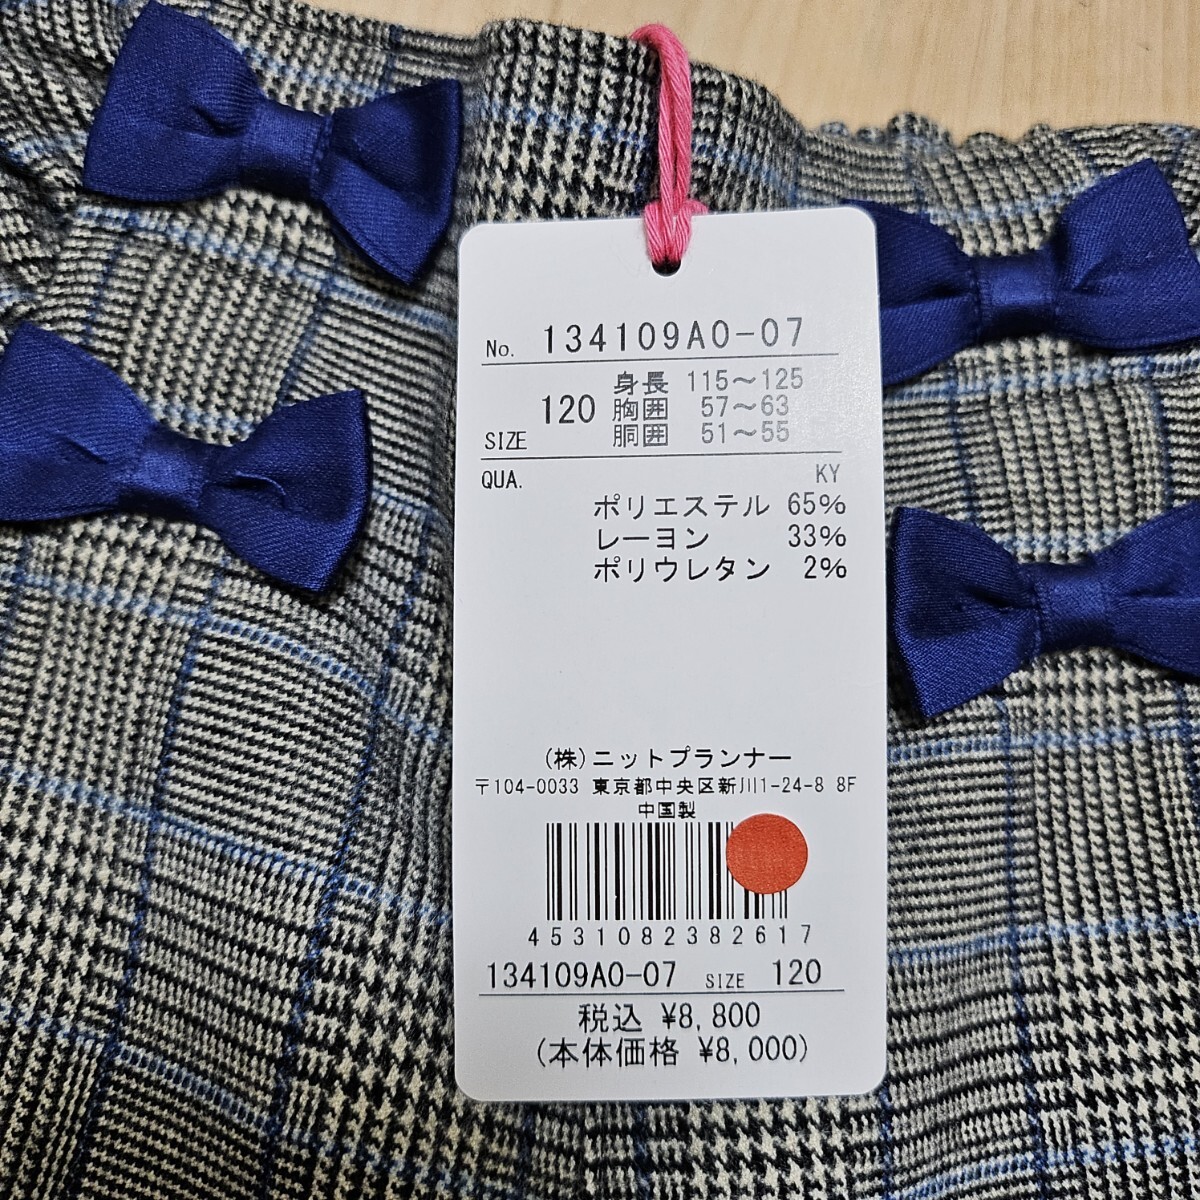 No. 134109A0-07
身長 115～125
120 胸囲 57～63
SIZE 胴囲 51～55
QUA. KY
ポリエステル 65%
レーヨン 33%
ポリウレタン 2%
(株)ニットプランナー
〒104-0033 東京都中央区新川1-24-8 8F
中国製
4531082382617
134109A0-07 SIZE 120
税込 ¥8,800
(本体価格 ¥8,000)